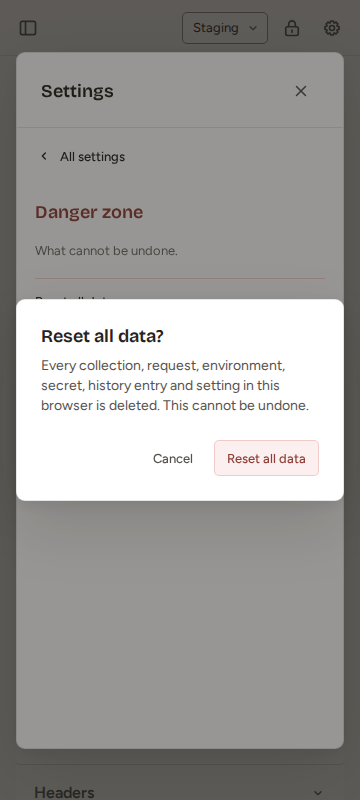 Staging
Settings
All settings
Danger zone
What cannot be undone.
Reset all data?
Every collection, request, environment,
secret, history entry and setting in this
browser is deleted. This cannot be undone.
Cancel
Reset all data
Headers